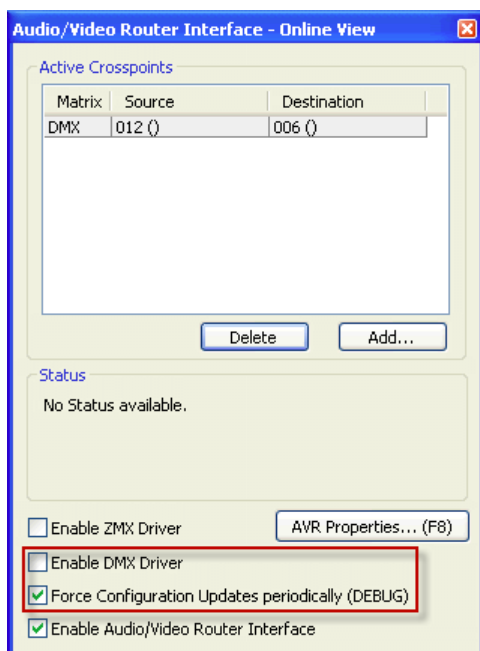 Audio/Video Router Interface - Online View
Active Crosspoints
Matrix Source Destination
DMX 012 () 006 ()
Delete Add...
Status
No Status available.
Enable ZMX Driver AVR Properties... (F8)
Enable DMX Driver
Force Configuration Updates periodically (DEBUG)
Enable Audio/Video Router Interface